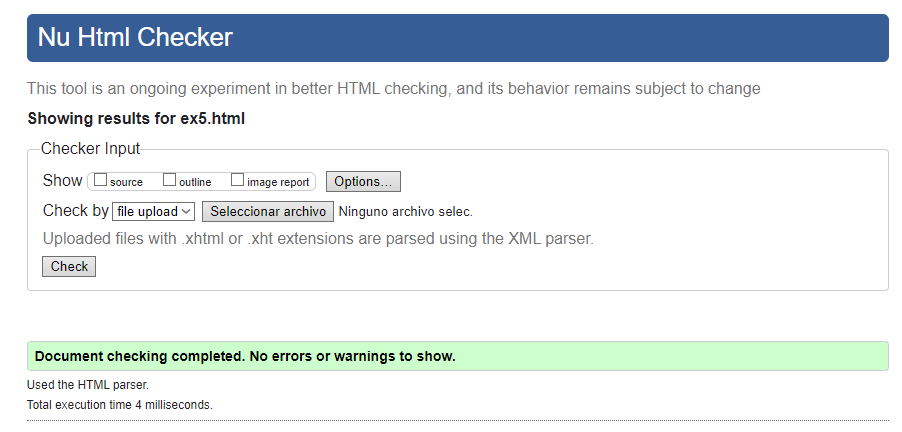 Nu Html Checker
This tool is an ongoing experiment in better HTML checking, and its behavior remains subject to change
Showing results for ex5.html
Checker Input
Show source outline image report Options...
Check by file upload Seleccionar archivo Ninguno archivo selec.
Uploaded files with .xhtml or .xht extensions are parsed using the XML parser.
Check
Document checking completed. No errors or warnings to show.
Used the HTML parser.
Total execution time 4 milliseconds.